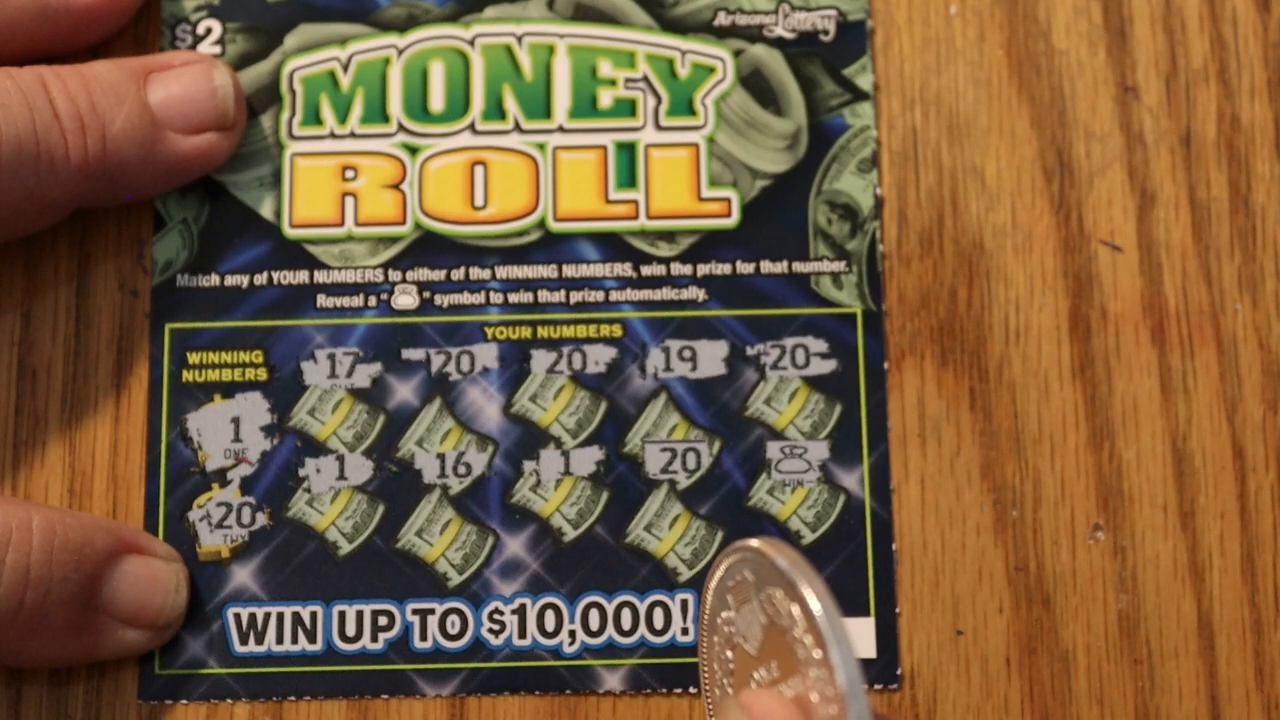 $2
Arizona Lottery
MONEY
ROLL
Match any of YOUR NUMBERS to either of the WINNING NUMBERS, win the prize for that number.
Reveal a " " symbol to win that prize automatically.
YOUR NUMBERS
WINNING
NUMBERS
17 20 20 19 20
1
ONE
1 16 1 20
WIN
20
TWY
WIN UP TO $10,000!